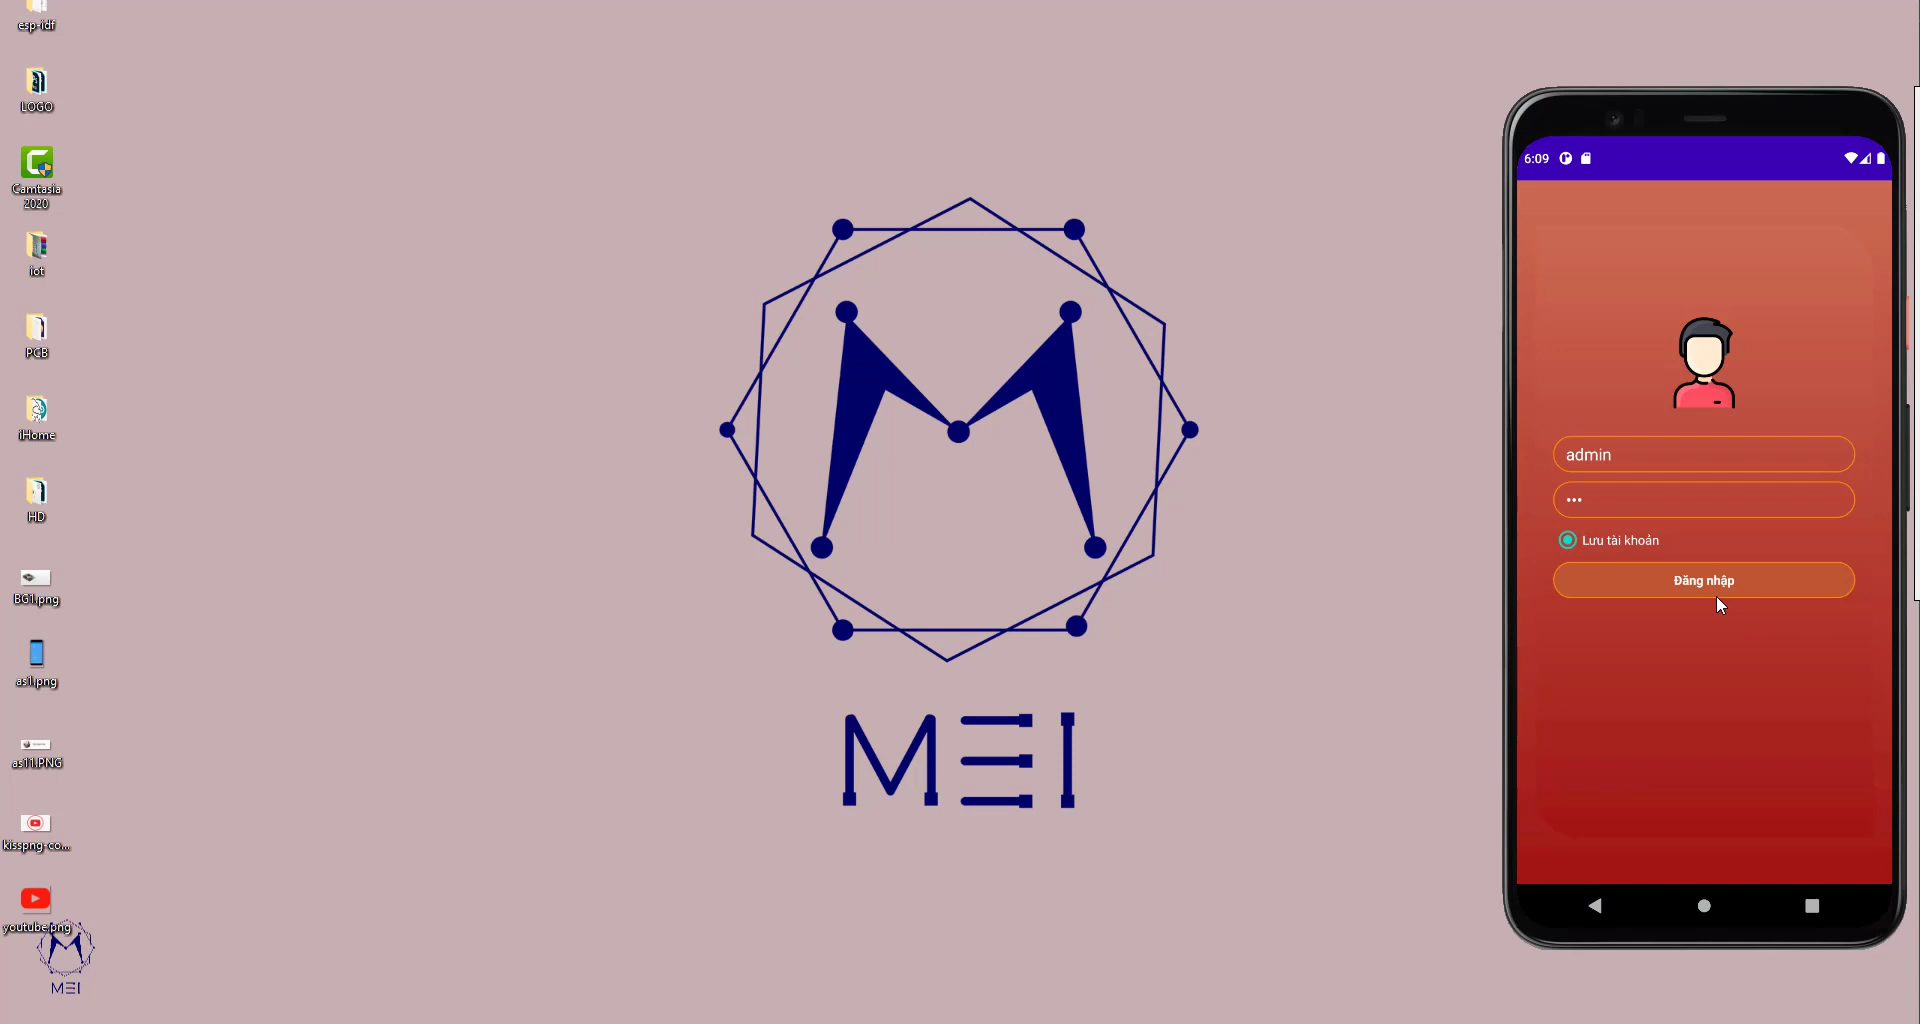 esp-idf
LOGO
Camtasia
2020
iot
PCB
iHome
HD
BG1.png
as1.png
as11.PNG
kisspng-co...
youtube.png
MEI
MEI
6:09
admin
•••
Lưu tài khoản
Đăng nhập